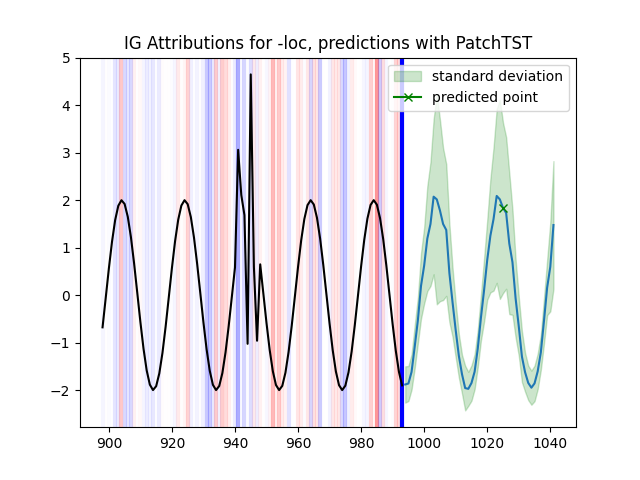 IG Attributions for -loc, predictions with PatchTST
standard deviation
predicted point
5
4
3
2
1
0
−1
−2
900 920 940 960 980 1000 1020 1040